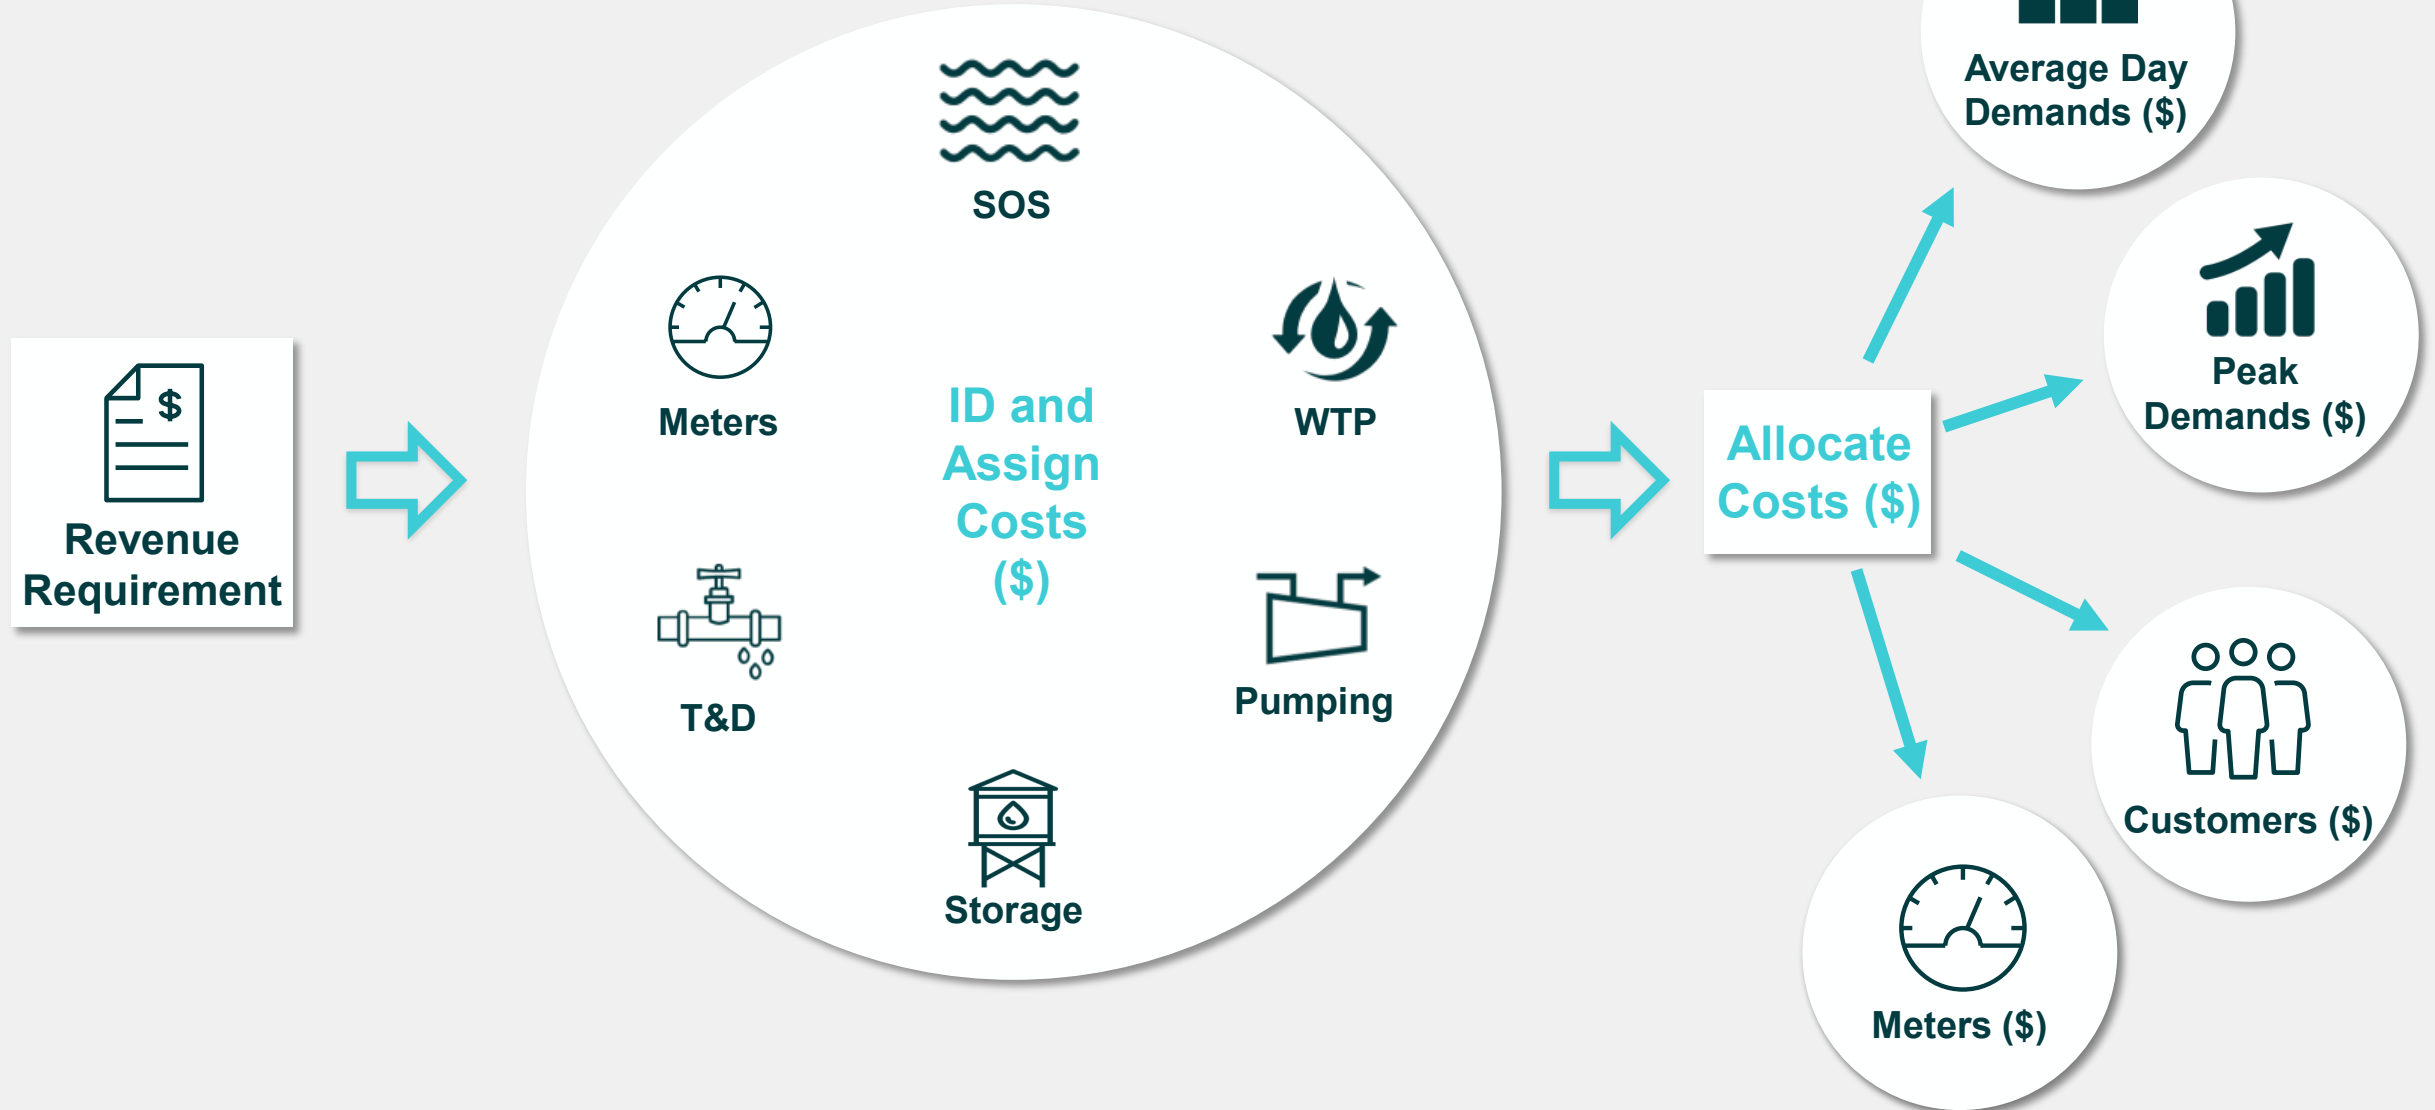 Revenue
Requirement
SOS
Meters
WTP
ID and
Assign
Costs
($)
T&D
Pumping
Storage
Allocate
Costs ($)
Average Day
Demands ($)
Peak
Demands ($)
Customers ($)
Meters ($)